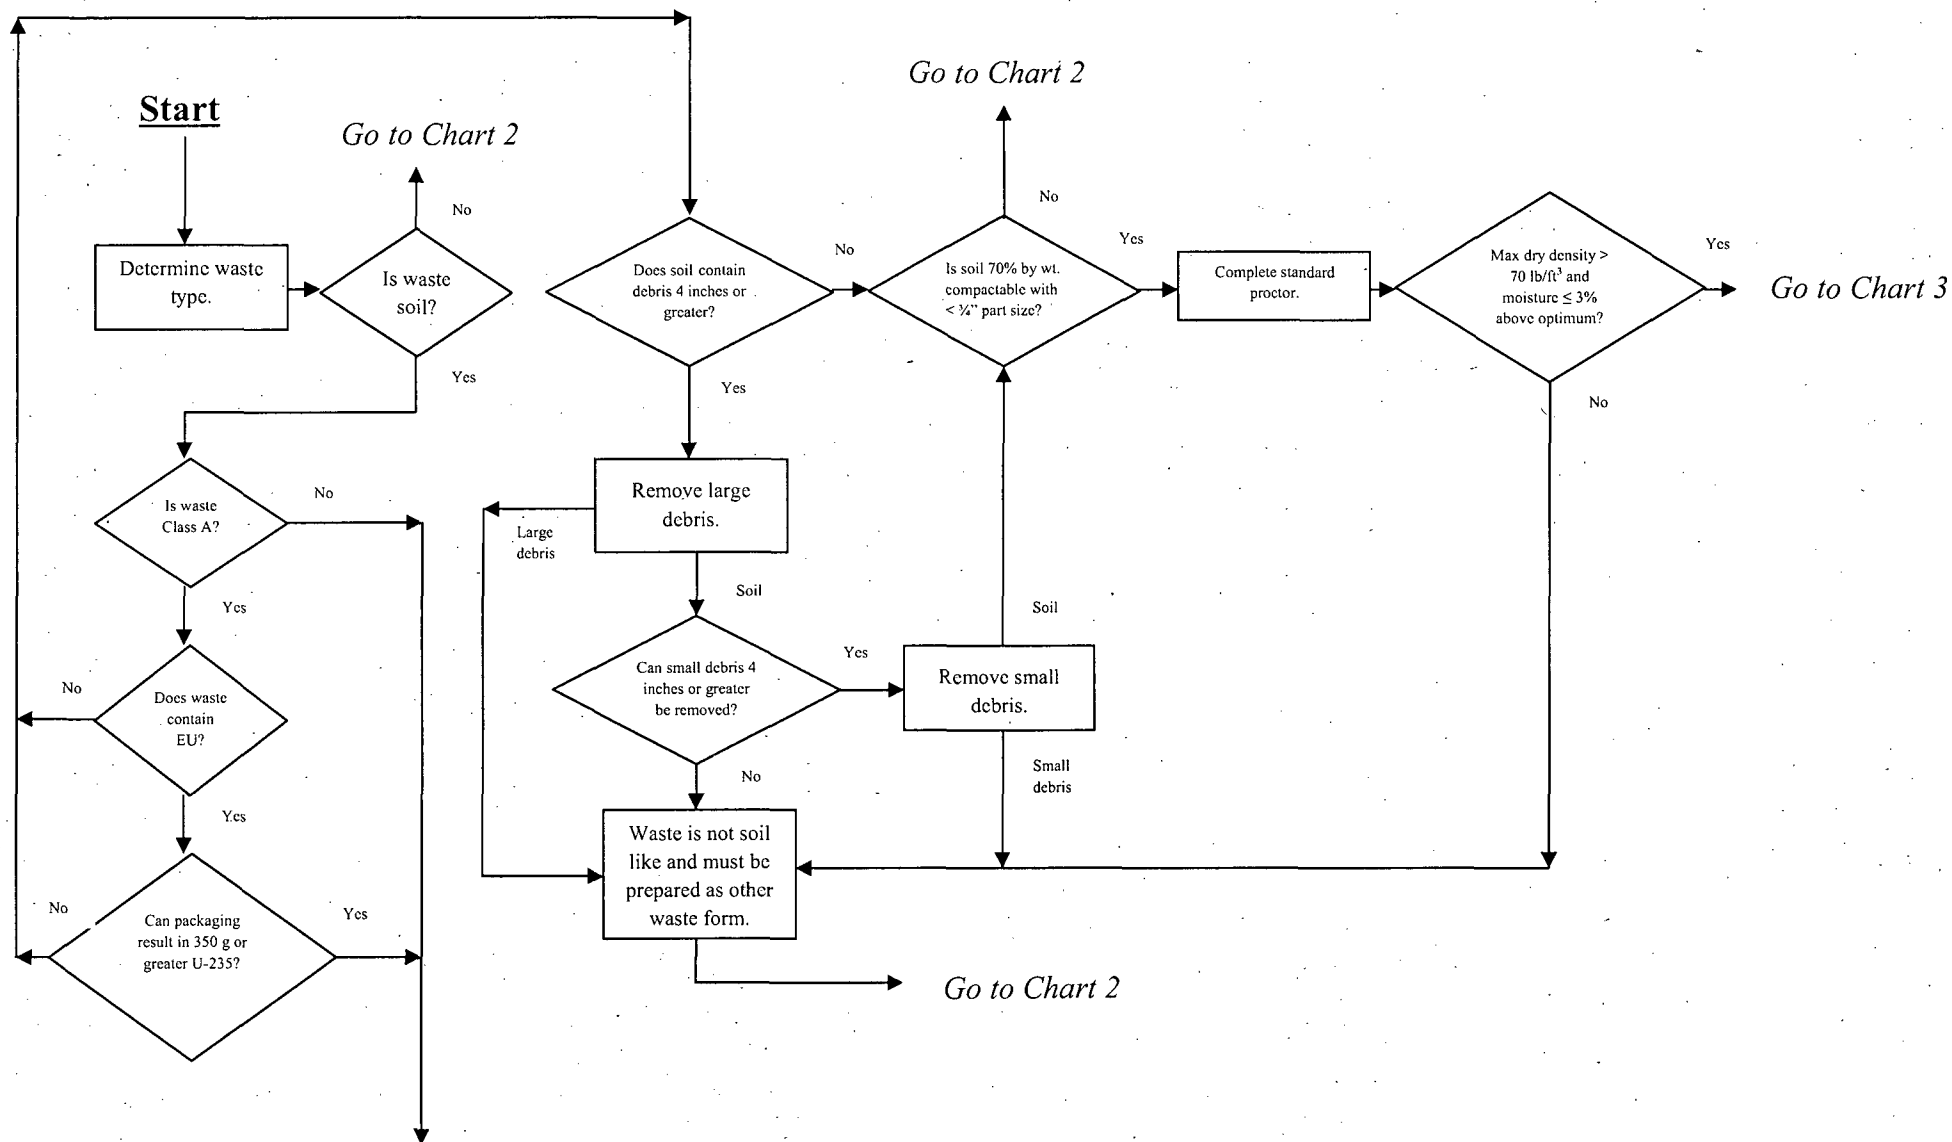 Start
Determine waste
type.
Go to Chart 2
No
Is waste
soil?
Yes
Is waste
Class A?
No
Yes
Does waste
contain
EU?
No
Yes
Can packaging
result in 350 g or
greater U-235?
No
Yes
Does soil contain
debris 4 inches or
greater?
No
Yes
Remove large
debris.
Large
debris
Soil
Can small debris 4
inches or greater
be removed?
Yes
No
Remove small
debris.
Soil
Small
debris
Waste is not soil
like and must be
prepared as other
waste form.
Go to Chart 2
Go to Chart 2
No
Is soil 70% by wt.
compactable with
< ¾" part size?
Yes
Complete standard
proctor.
Max dry density >
70 lb/ft³ and
moisture ≤ 3%
above optimum?
Yes
Go to Chart 3
No